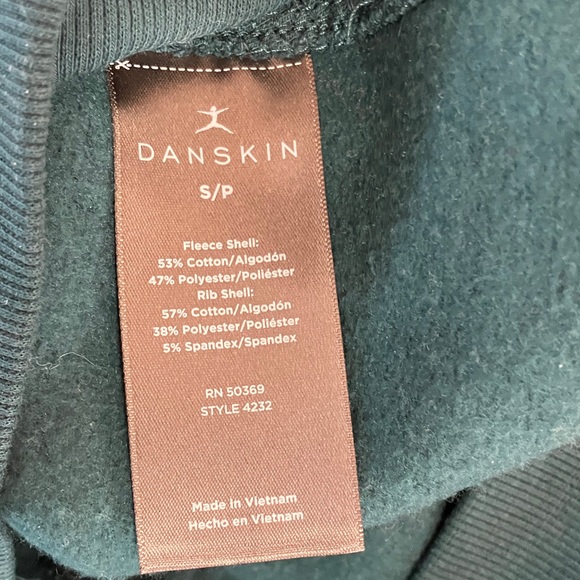 DANSKIN
S/P
Fleece Shell:
53% Cotton/Algodón
47% Polyester/Poliéster
Rib Shell:
57% Cotton/Algodón
38% Polyester/Poliéster
5% Spandex/Spandex
RN 50369
STYLE 4232
Made in Vietnam
Hecho en Vietnam